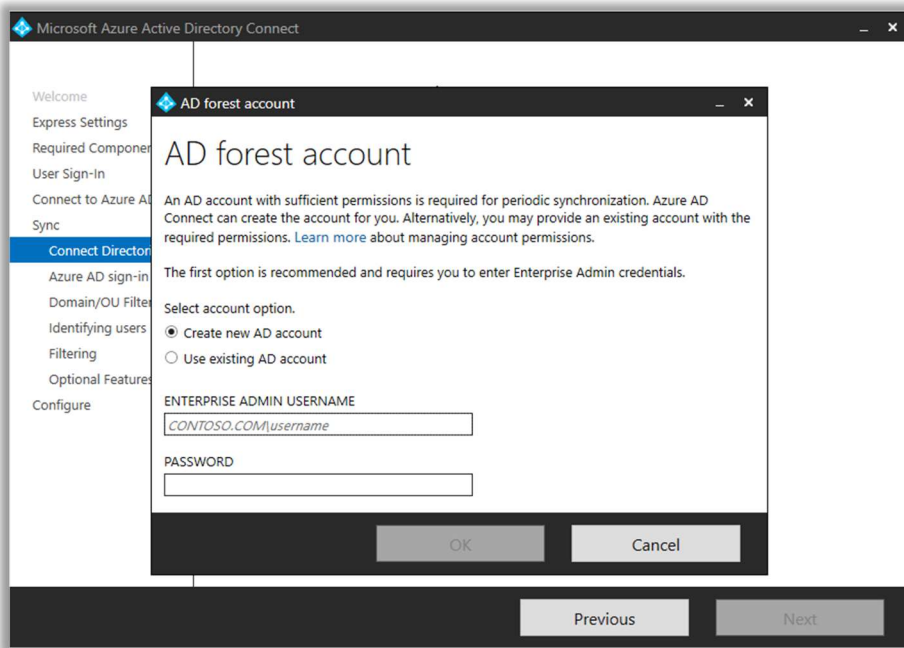 Microsoft Azure Active Directory Connect
Welcome
Express Settings
Required Componen
User Sign-In
Connect to Azure AD
Sync
Connect Directori
Azure AD sign-in
Domain/OU Filter
Identifying users
Filtering
Optional Features
Configure
AD forest account
AD forest account
An AD account with sufficient permissions is required for periodic synchronization. Azure AD
Connect can create the account for you. Alternatively, you may provide an existing account with the
required permissions. Learn more about managing account permissions.
The first option is recommended and requires you to enter Enterprise Admin credentials.
Select account option.
Create new AD account
Use existing AD account
ENTERPRISE ADMIN USERNAME
CONTOSO.COM\username
PASSWORD
OK
Cancel
Previous
Next